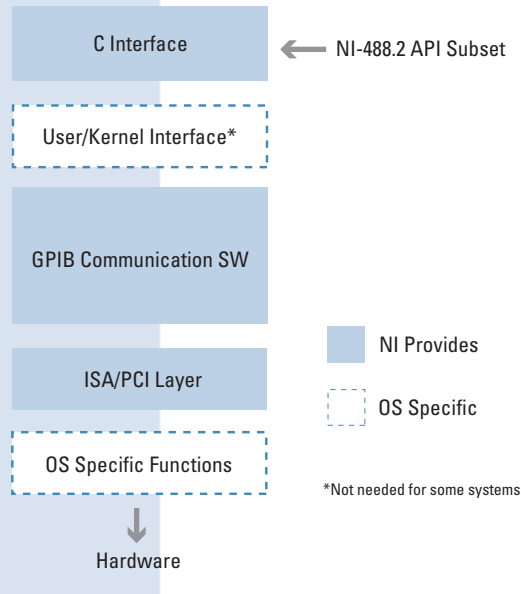 C Interface
NI-488.2 API Subset
User/Kernel Interface*
GPIB Communication SW
NI Provides
ISA/PCI Layer
OS Specific
OS Specific Functions
*Not needed for some systems
Hardware